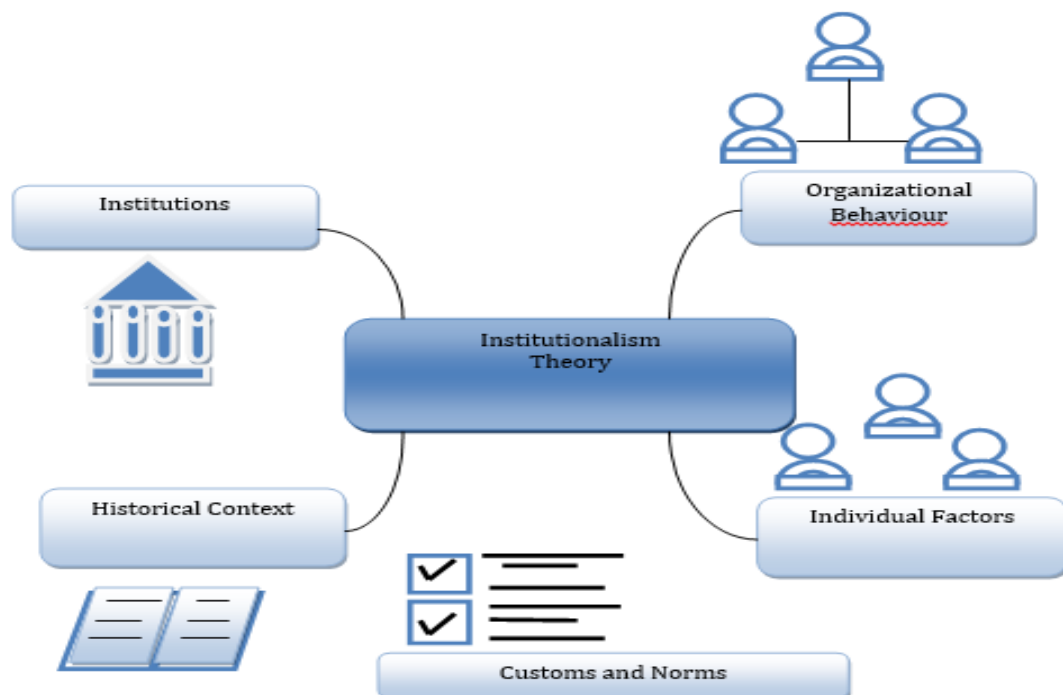 Institutions
Organizational
Behaviour
Institutionalism
Theory
Historical Context
Individual Factors
Customs and Norms